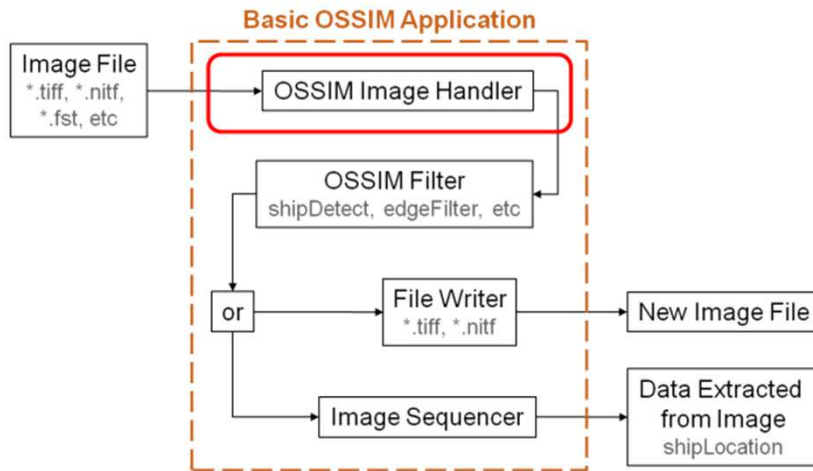 Basic OSSIM Application
Image File
*.tiff, *.nitf,
*.fst, etc
OSSIM Image Handler
OSSIM Filter
shipDetect, edgeFilter, etc
or
File Writer
*.tiff, *.nitf
New Image File
Image Sequencer
Data Extracted
from Image
shipLocation